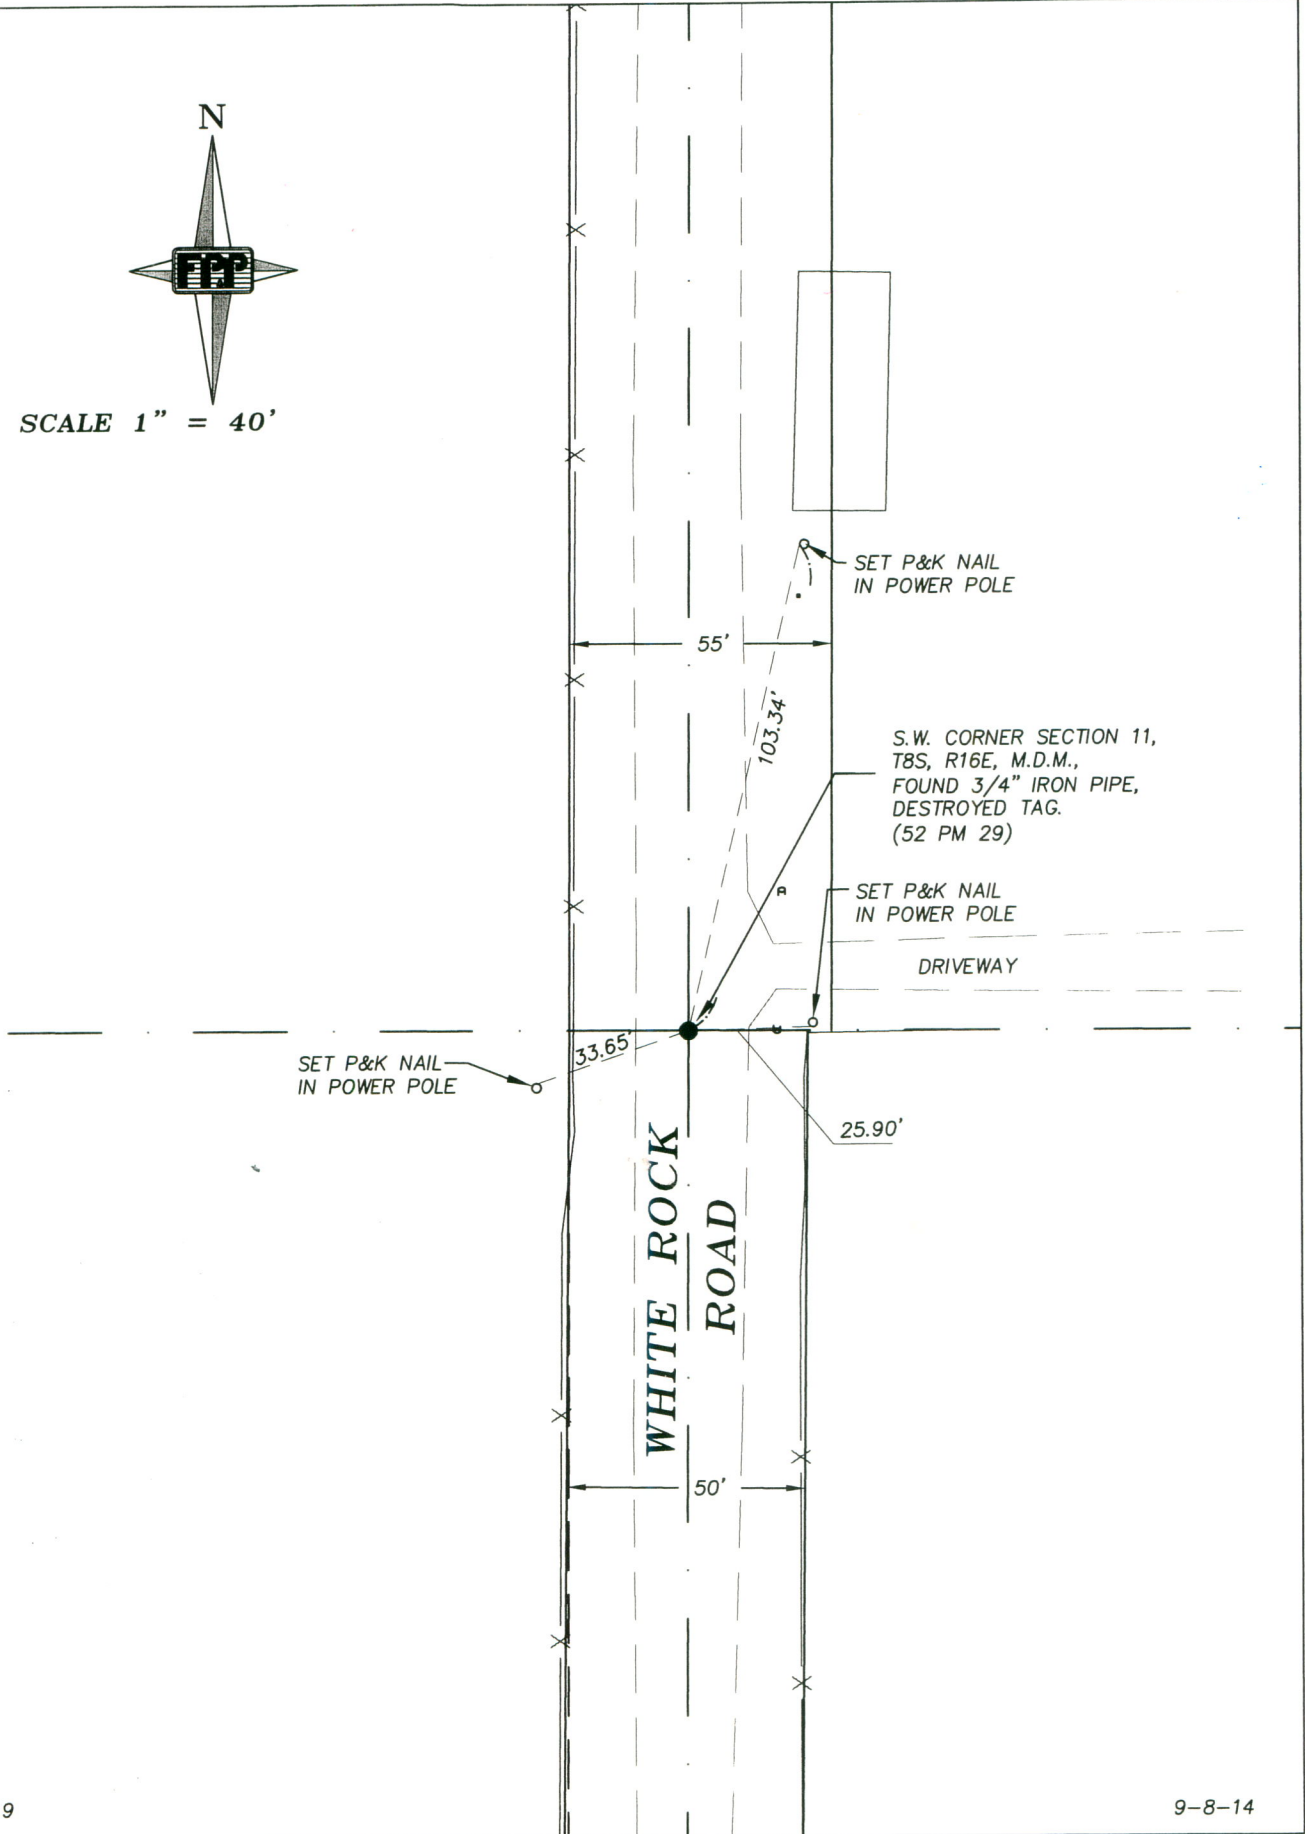 N
FP&P
SCALE 1" = 40'
SET P&K NAIL
IN POWER POLE
55'
103.34'
S.W. CORNER SECTION 11,
T8S, R16E, M.D.M.,
FOUND 3/4" IRON PIPE,
DESTROYED TAG.
(52 PM 29)
SET P&K NAIL
IN POWER POLE
DRIVEWAY
33.65'
SET P&K NAIL
IN POWER POLE
25.90'
WHITE ROCK
ROAD
50'
9
9-8-14